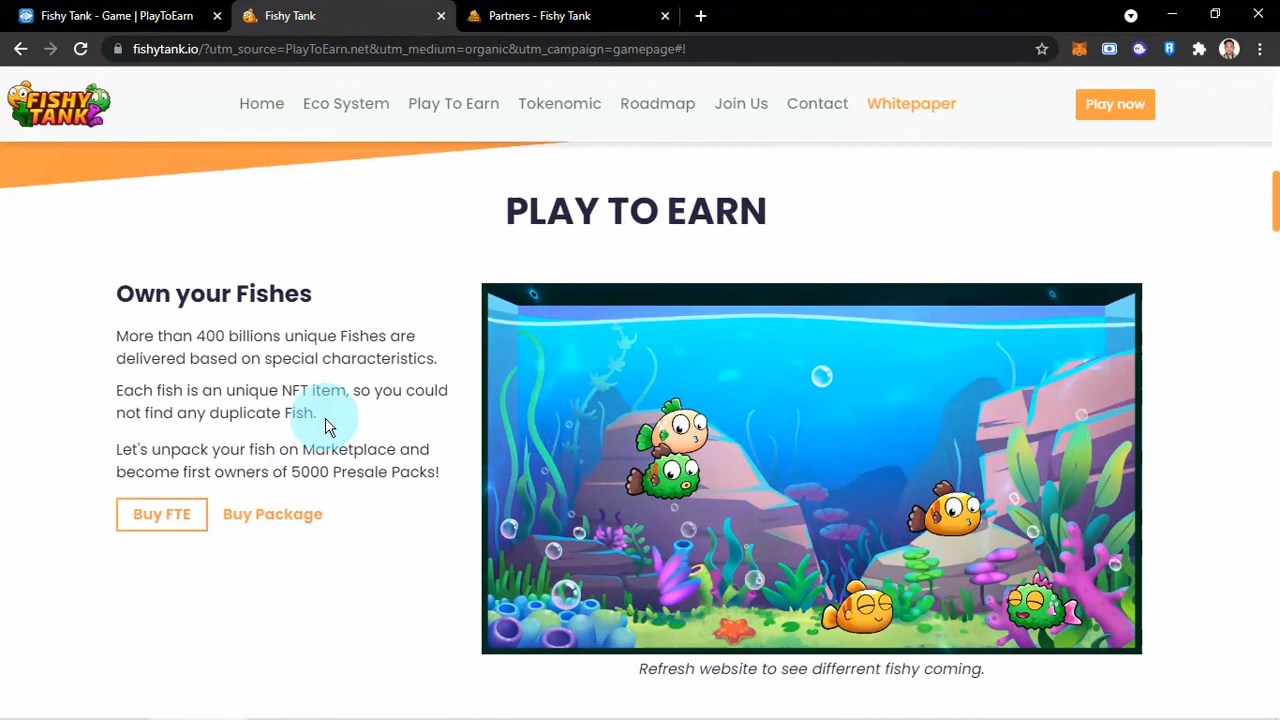 Fishy Tank - Game | PlayToEarn
Fishy Tank
Partners - Fishy Tank
fishytank.io/?utm_source=PlayToEarn.net&utm_medium=organic&utm_campaign=gamepage#!
FISHY
TANK
Home
Eco System
Play To Earn
Tokenomic
Roadmap
Join Us
Contact
Whitepaper
Play now
PLAY TO EARN
Own your Fishes
More than 400 billions unique Fishes are
delivered based on special characteristics.
Each fish is an unique NFT item, so you could
not find any duplicate Fish.
Let's unpack your fish on Marketplace and
become first owners of 5000 Presale Packs!
Buy FTE
Buy Package
Refresh website to see differrent fishy coming.